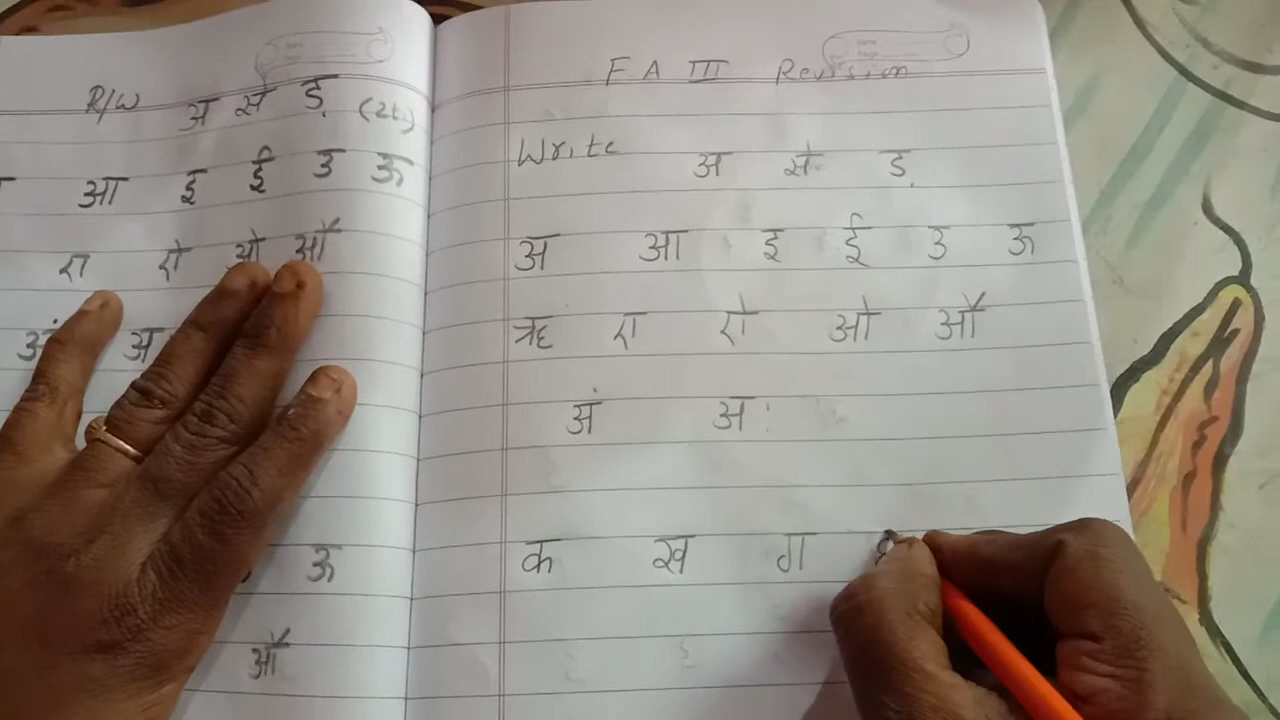 R/W अ से ङ (2t)
आ इ ई उ ऊ
ए ऐ ओ औ
अं अ
ऊ
औ
F A III Revision
Write अ से ङ
अ आ इ ई उ ऊ
ऋ ए ऐ ओ औ
अं अ:
क ख ग